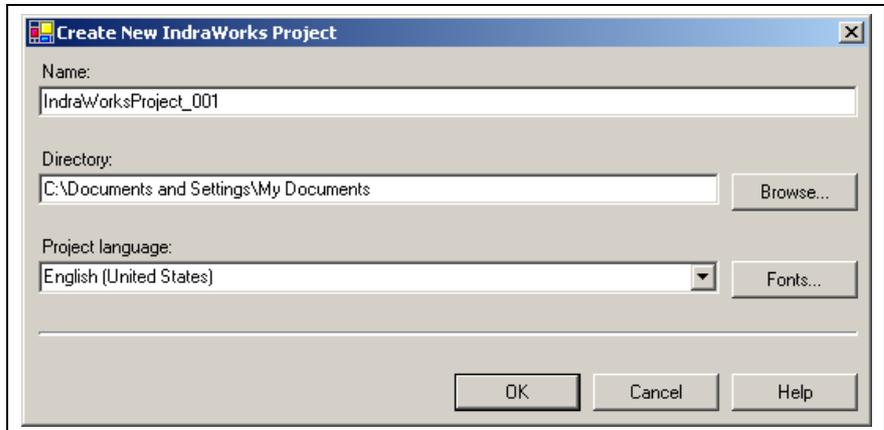 Create New IndraWorks Project
Name:
IndraWorksProject_001
Directory:
C:\Documents and Settings\My Documents
Browse...
Project language:
English (United States)
Fonts...
OK
Cancel
Help